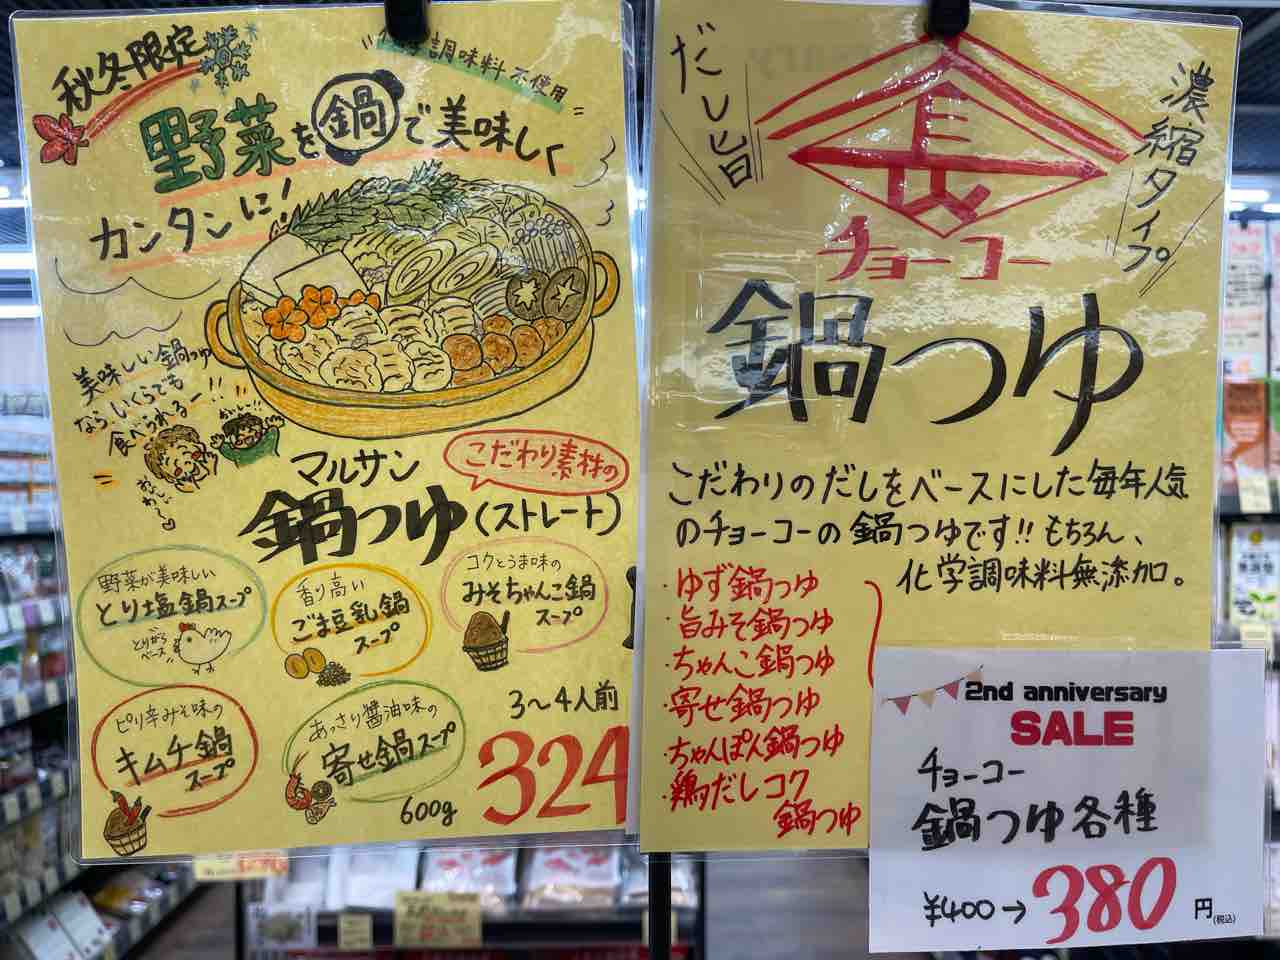 秋冬限定
調味料不使用
野菜を鍋で美味しく
カンタンに!
美味しい鍋つゆ
ならいくらでも
食べられるー!!
おいしい!!
マルサン
こだわり素材の
鍋つゆ(ストレート)
野菜が美味しい
とり塩鍋スープ
とりがら
ベース
香り高い
ごま豆乳鍋
スープ
コクとうま味の
みそちゃんこ鍋
スープ
ピリ辛みそ味の
キムチ鍋
スープ
あっさり醤油味の
寄せ鍋スープ
3〜4人前
600g
324
だし旨
濃縮タイプ
長
チョーコー
鍋つゆ
こだわりのだしをベースにした毎年人気
のチョーコーの鍋つゆです!!もちろん、
化学調味料無添加。
・ゆず鍋つゆ
・旨みそ鍋つゆ
・ちゃんこ鍋つゆ
・寄せ鍋つゆ
・ちゃんぽん鍋つゆ
・鶏だしコク
鍋つゆ
2nd anniversary
SALE
チョーコー
鍋つゆ各種
¥400→380円(税込)